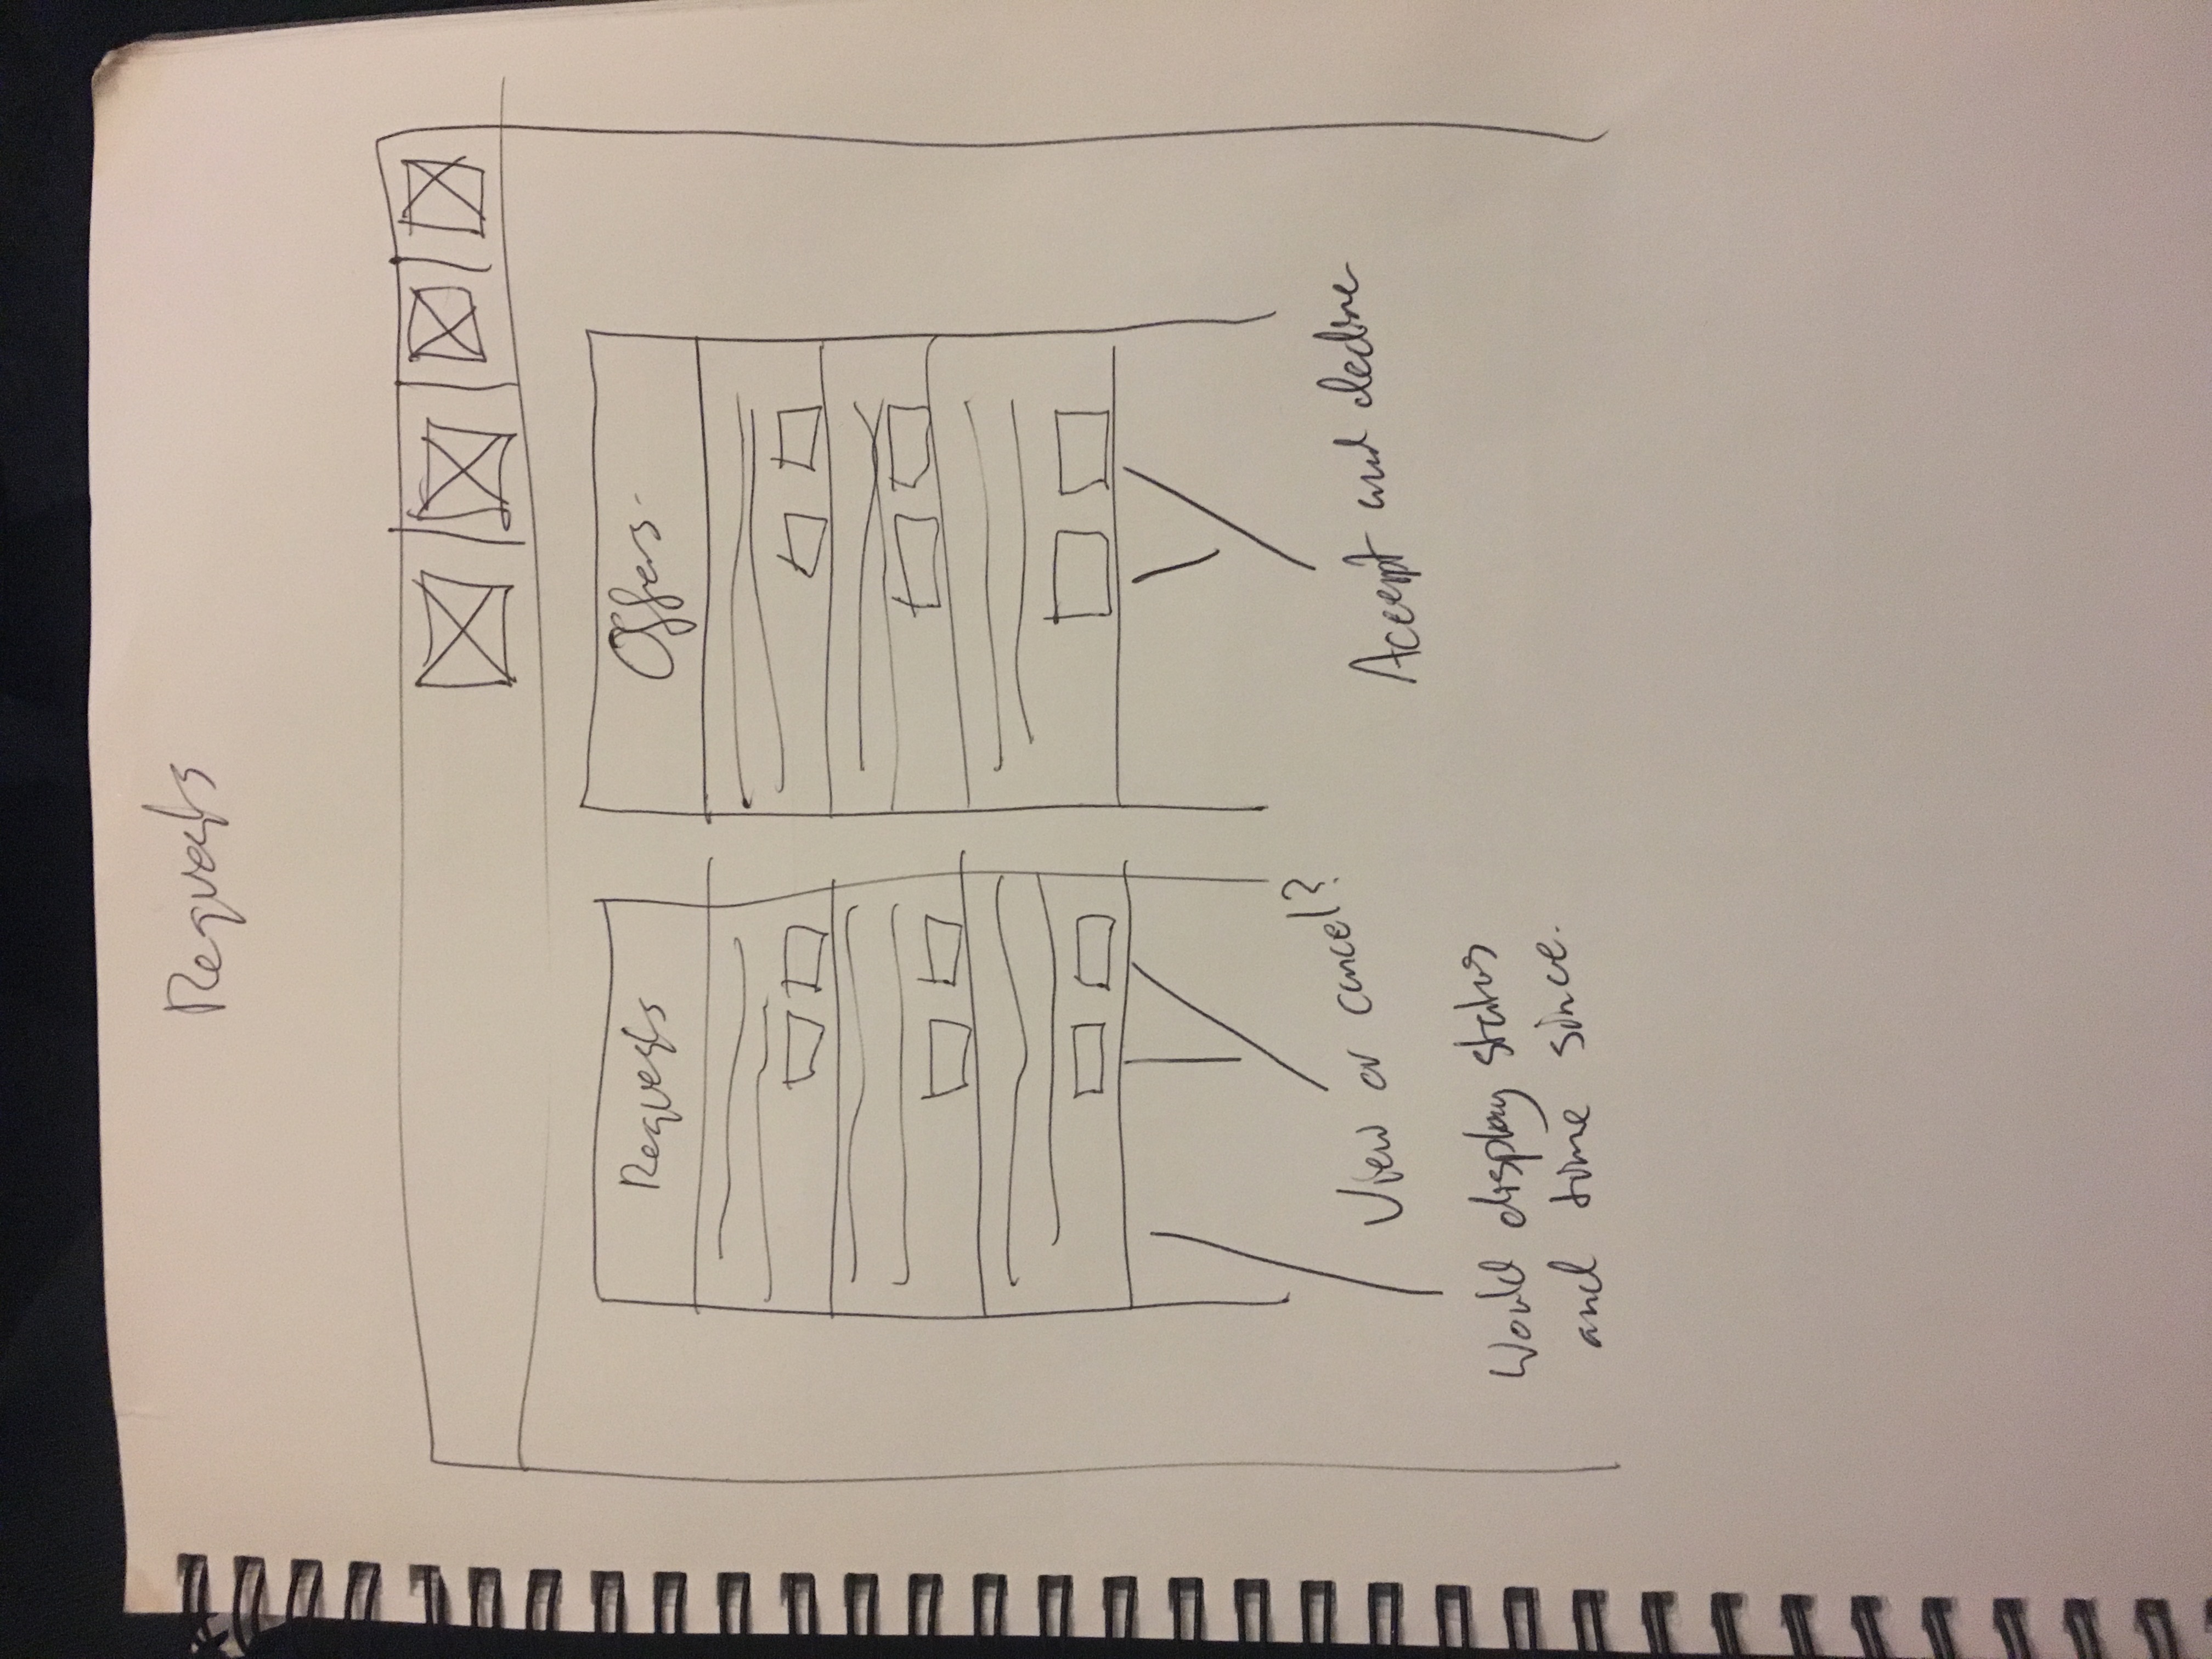 Requests
Requests
Offers
View or cancel?
Accept and decline
Would display status
and time since.